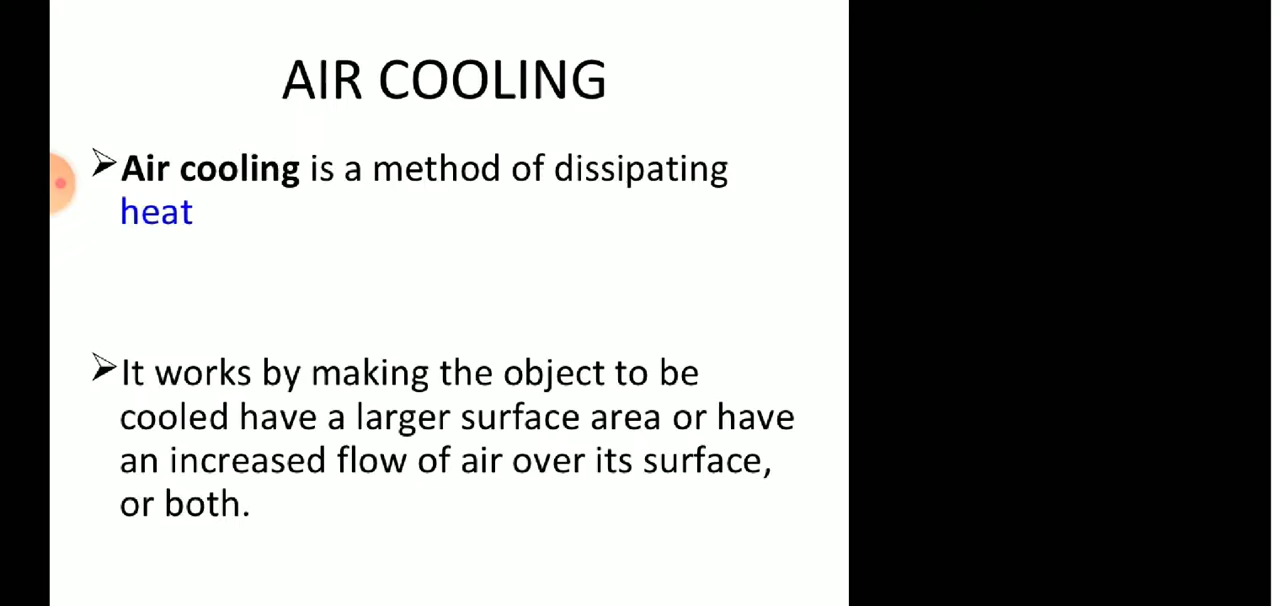 AIR COOLING
➢Air cooling is a method of dissipating
heat
➢It works by making the object to be
cooled have a larger surface area or have
an increased flow of air over its surface,
or both.